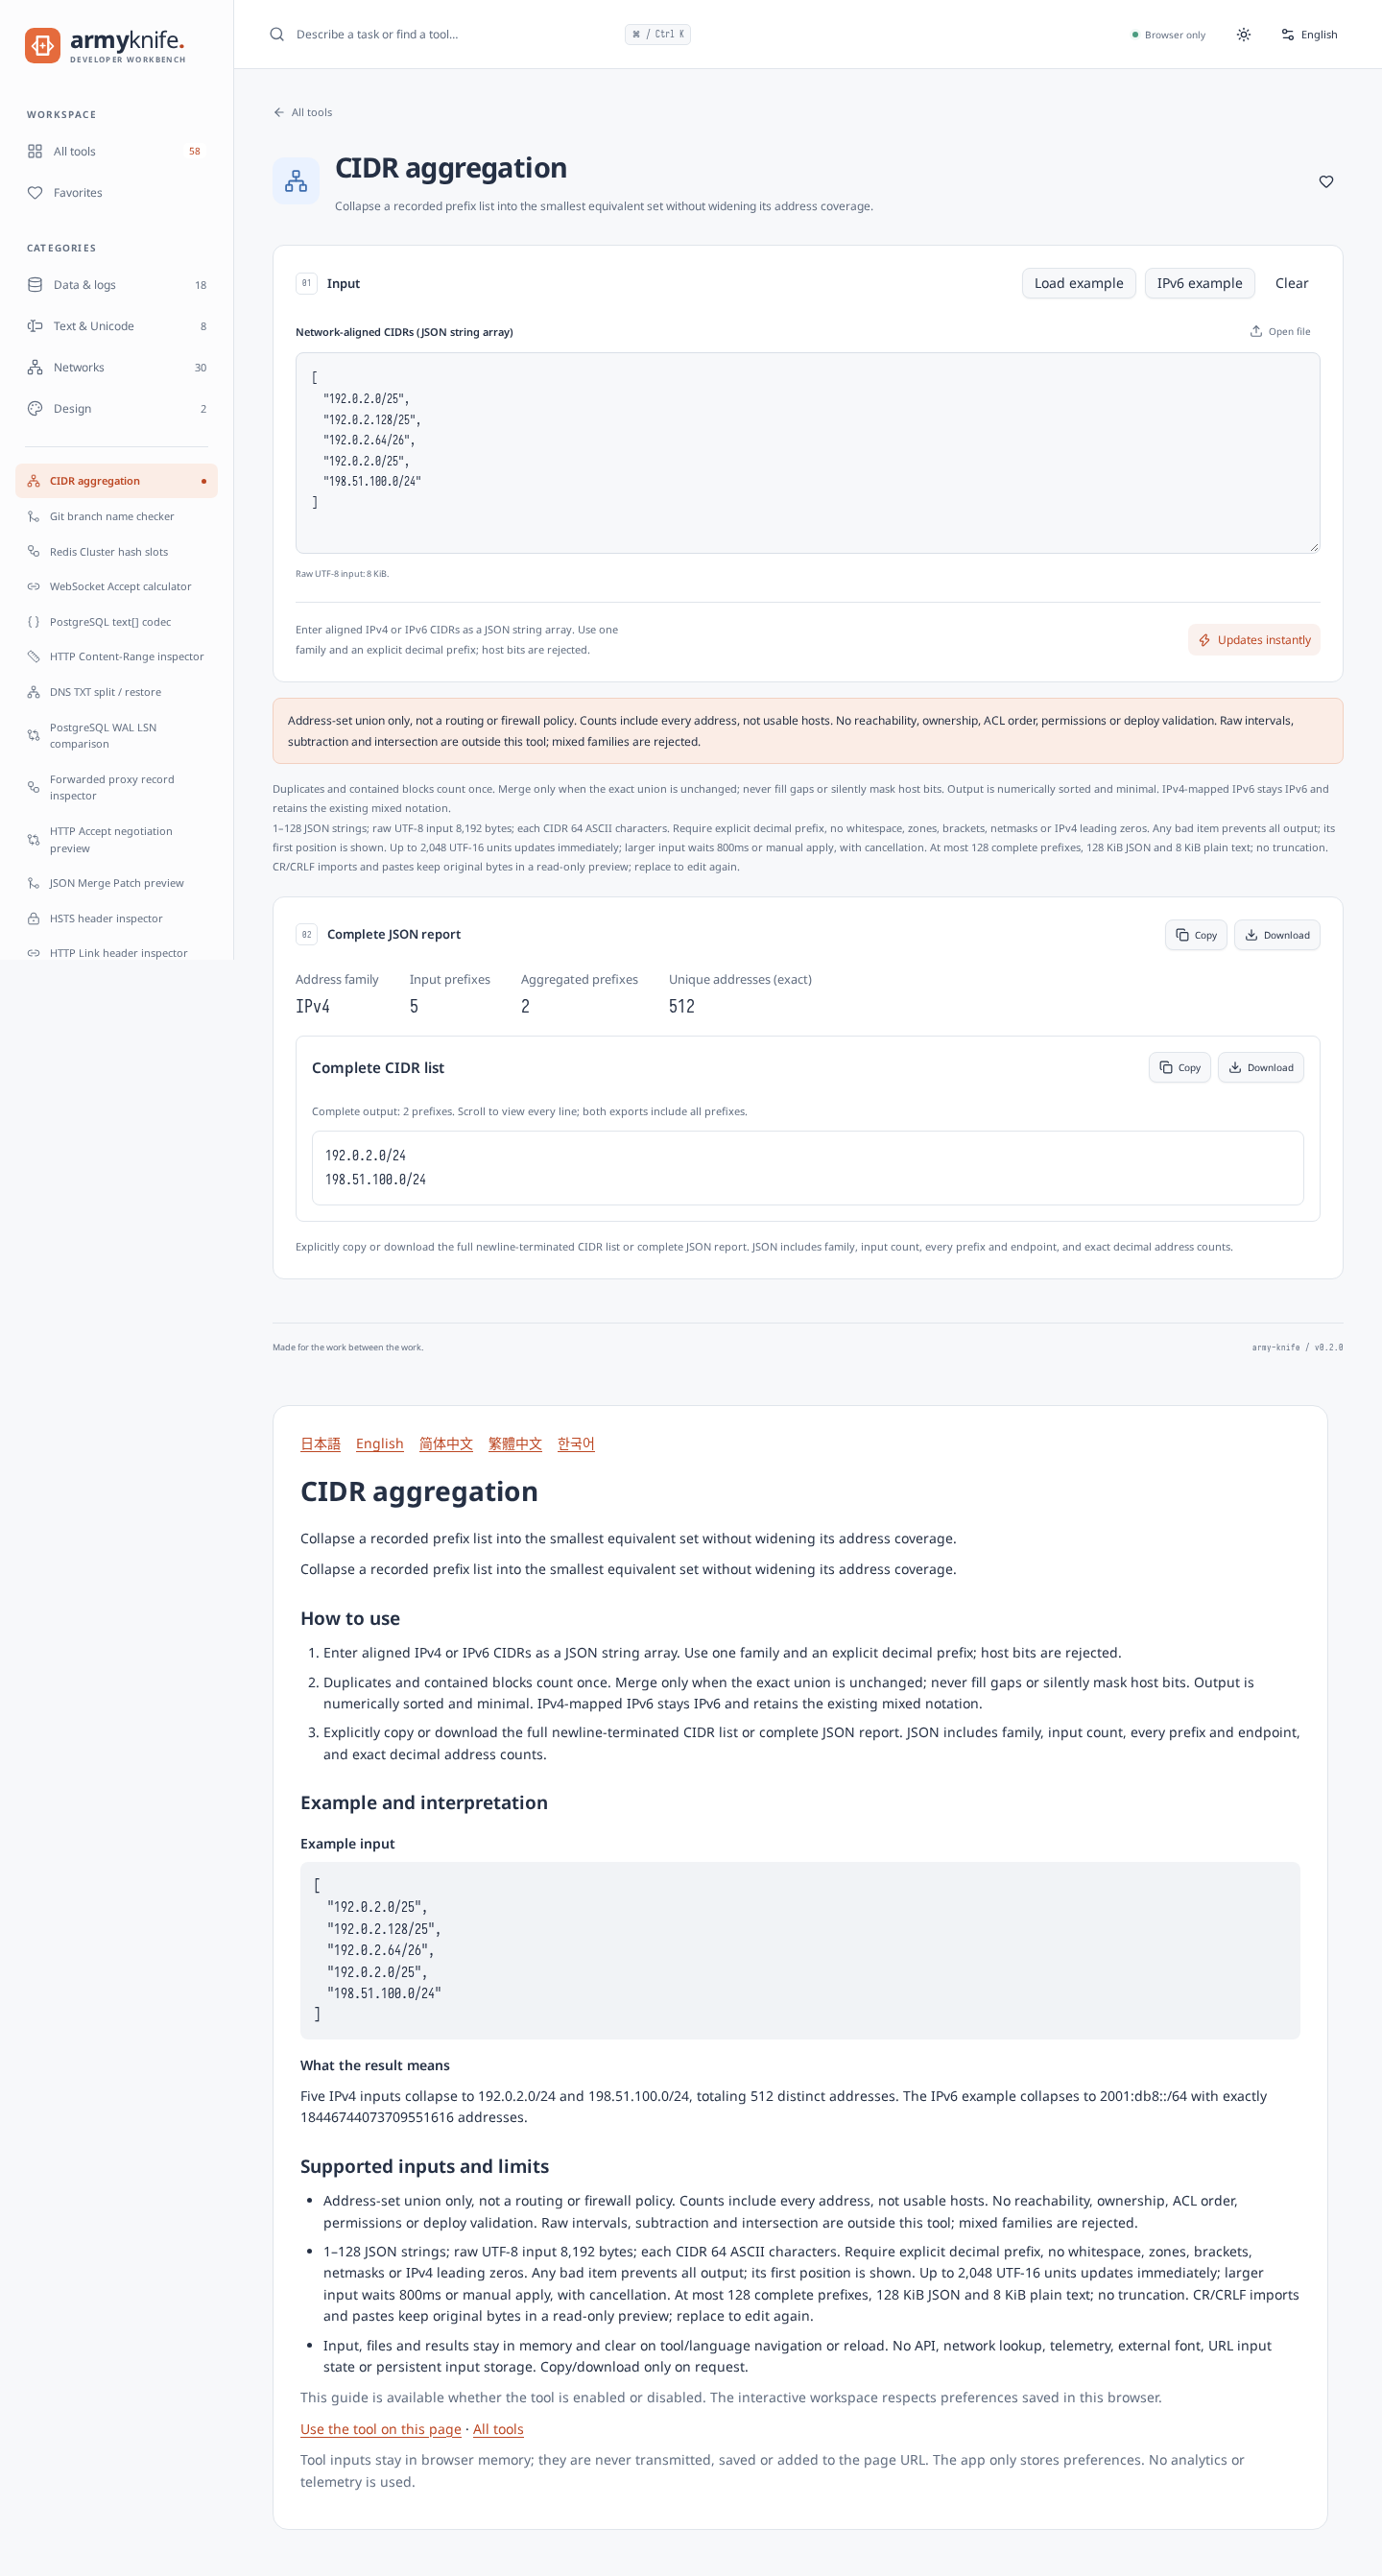 armyknife.
DEVELOPER WORKBENCH
WORKSPACE
All tools 58
Favorites
CATEGORIES
Data & logs 18
Text & Unicode 8
Networks 30
Design 2
CIDR aggregation
Git branch name checker
Redis Cluster hash slots
WebSocket Accept calculator
PostgreSQL text[] codec
HTTP Content-Range inspector
DNS TXT split / restore
PostgreSQL WAL LSN
comparison
Forwarded proxy record
inspector
HTTP Accept negotiation
preview
JSON Merge Patch preview
HSTS header inspector
HTTP Link header inspector
Describe a task or find a tool...
⌘ / Ctrl K
Browser only
English
All tools
CIDR aggregation
Collapse a recorded prefix list into the smallest equivalent set without widening its address coverage.
01 Input
Load example IPv6 example Clear
Network-aligned CIDRs (JSON string array)
Open file
[
"192.0.2.0/25",
"192.0.2.128/25",
"192.0.2.64/26",
"192.0.2.0/25",
"198.51.100.0/24"
]
Raw UTF-8 input: 8 KiB.
Enter aligned IPv4 or IPv6 CIDRs as a JSON string array. Use one
family and an explicit decimal prefix; host bits are rejected.
Updates instantly
Address-set union only, not a routing or firewall policy. Counts include every address, not usable hosts. No reachability, ownership, ACL order, permissions or deploy validation. Raw intervals,
subtraction and intersection are outside this tool; mixed families are rejected.
Duplicates and contained blocks count once. Merge only when the exact union is unchanged; never fill gaps or silently mask host bits. Output is numerically sorted and minimal. IPv4-mapped IPv6 stays IPv6 and
retains the existing mixed notation.
1–128 JSON strings; raw UTF-8 input 8,192 bytes; each CIDR 64 ASCII characters. Require explicit decimal prefix, no whitespace, zones, brackets, netmasks or IPv4 leading zeros. Any bad item prevents all output; its
first position is shown. Up to 2,048 UTF-16 units updates immediately; larger input waits 800ms or manual apply, with cancellation. At most 128 complete prefixes, 128 KiB JSON and 8 KiB plain text; no truncation.
CR/CRLF imports and pastes keep original bytes in a read-only preview; replace to edit again.
02 Complete JSON report
Copy Download
Address family Input prefixes Aggregated prefixes Unique addresses (exact)
IPv4 5 2 512
Complete CIDR list
Copy Download
Complete output: 2 prefixes. Scroll to view every line; both exports include all prefixes.
192.0.2.0/24
198.51.100.0/24
Explicitly copy or download the full newline-terminated CIDR list or complete JSON report. JSON includes family, input count, every prefix and endpoint, and exact decimal address counts.
Made for the work between the work.
army-knife / v0.2.0
日本語 English 简体中文 繁體中文 한국어
CIDR aggregation
Collapse a recorded prefix list into the smallest equivalent set without widening its address coverage.
Collapse a recorded prefix list into the smallest equivalent set without widening its address coverage.
How to use
1. Enter aligned IPv4 or IPv6 CIDRs as a JSON string array. Use one family and an explicit decimal prefix; host bits are rejected.
2. Duplicates and contained blocks count once. Merge only when the exact union is unchanged; never fill gaps or silently mask host bits. Output is
numerically sorted and minimal. IPv4-mapped IPv6 stays IPv6 and retains the existing mixed notation.
3. Explicitly copy or download the full newline-terminated CIDR list or complete JSON report. JSON includes family, input count, every prefix and endpoint,
and exact decimal address counts.
Example and interpretation
Example input
[
"192.0.2.0/25",
"192.0.2.128/25",
"192.0.2.64/26",
"192.0.2.0/25",
"198.51.100.0/24"
]
What the result means
Five IPv4 inputs collapse to 192.0.2.0/24 and 198.51.100.0/24, totaling 512 distinct addresses. The IPv6 example collapses to 2001:db8::/64 with exactly
18446744073709551616 addresses.
Supported inputs and limits
• Address-set union only, not a routing or firewall policy. Counts include every address, not usable hosts. No reachability, ownership, ACL order,
permissions or deploy validation. Raw intervals, subtraction and intersection are outside this tool; mixed families are rejected.
• 1–128 JSON strings; raw UTF-8 input 8,192 bytes; each CIDR 64 ASCII characters. Require explicit decimal prefix, no whitespace, zones, brackets,
netmasks or IPv4 leading zeros. Any bad item prevents all output; its first position is shown. Up to 2,048 UTF-16 units updates immediately; larger
input waits 800ms or manual apply, with cancellation. At most 128 complete prefixes, 128 KiB JSON and 8 KiB plain text; no truncation. CR/CRLF imports
and pastes keep original bytes in a read-only preview; replace to edit again.
• Input, files and results stay in memory and clear on tool/language navigation or reload. No API, network lookup, telemetry, external font, URL input
state or persistent input storage. Copy/download only on request.
This guide is available whether the tool is enabled or disabled. The interactive workspace respects preferences saved in this browser.
Use the tool on this page · All tools
Tool inputs stay in browser memory; they are never transmitted, saved or added to the page URL. The app only stores preferences. No analytics or
telemetry is used.